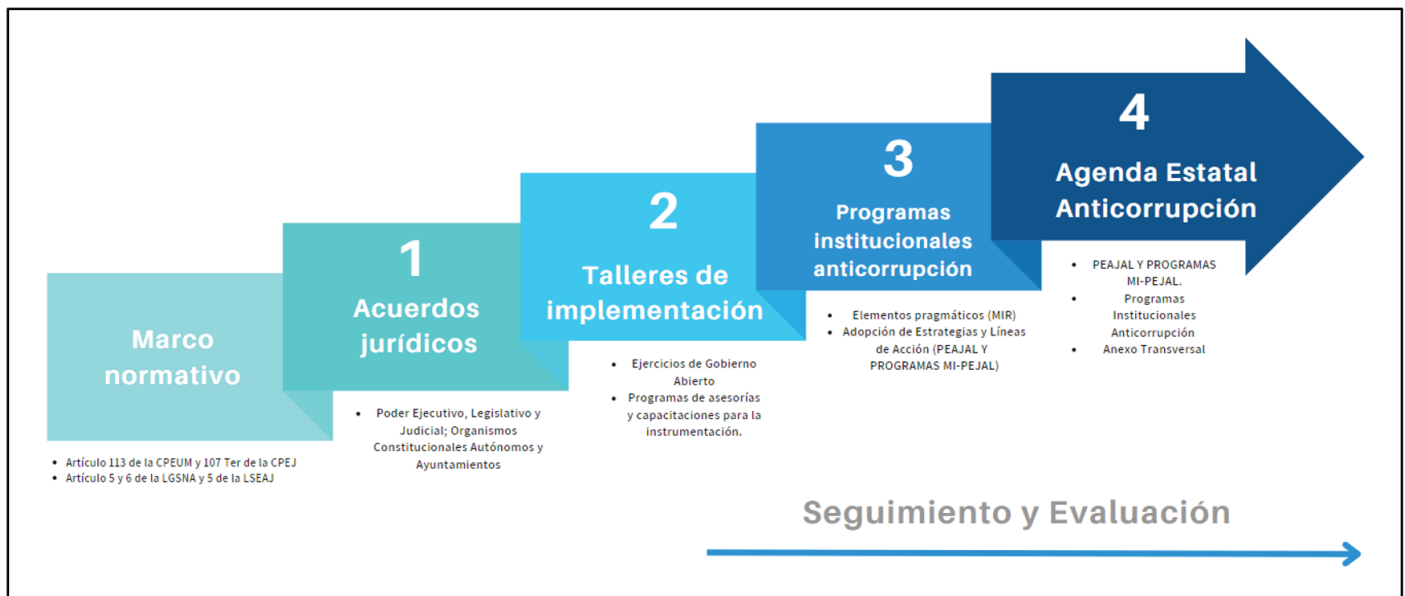 Marco
normativo
• Artículo 113 de la CPEUM y 107 Ter de la CPEJ
• Artículo 5 y 6 de la LGSNA y 5 de la LSEAJ
1
Acuerdos
jurídicos
• Poder Ejecutivo, Legislativo y
Judicial; Organismos
Constitucionales Autónomos y
Ayuntamientos
2
Talleres de
implementación
• Ejercicios de Gobierno
Abierto
• Programas de asesorías
y capacitaciones para la
instrumentación.
3
Programas
institucionales
anticorrupción
• Elementos pragmáticos (MIR)
• Adopción de Estrategias y Líneas
de Acción (PEAJAL Y
PROGRAMAS MI-PEJAL)
4
Agenda Estatal
Anticorrupción
• PEAJAL Y PROGRAMAS
MI-PEJAL.
• Programas
Institucionales
Anticorrupción
• Anexo Transversal
Seguimiento y Evaluación